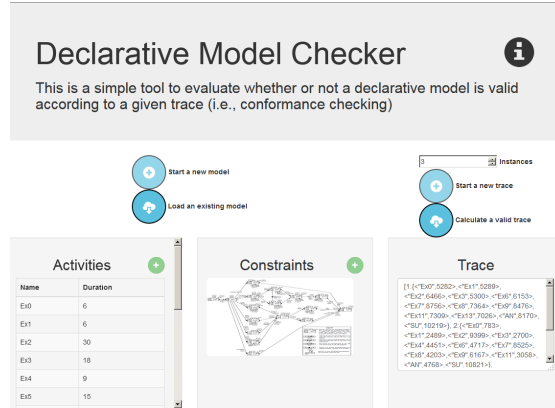 Declarative Model Checker
This is a simple tool to evaluate whether or not a declarative model is valid
according to a given trace (i.e., conformance checking)
3 Instances
Start a new model
Start a new trace
Load an existing model
Calculate a valid trace
Activities
Name Duration
Ex0 6
Ex1 6
Ex2 30
Ex3 18
Ex4 9
Ex5 15
Constraints
Trace
[1:{<"Ex0",5282>,<"Ex1",5289>,
<"Ex2",6466>,<"Ex3",5300>,<"Ex6",6153>,
<"Ex7",8756>,<"Ex8",7364>,<"Ex9",8476>,
<"Ex11",7309>,<"Ex13",7026>,<"AN",8170>,
<"SU",10219>}, 2:{<"Ex0",783>,
<"Ex1",2489>,<"Ex2",9399>,<"Ex3",2700>,
<"Ex4",4451>,<"Ex6",4717>,<"Ex7",8525>,
<"Ex8",4203>,<"Ex9",6167>,<"Ex11",3058>,
<"AN",4768>,<"SU",10821>},